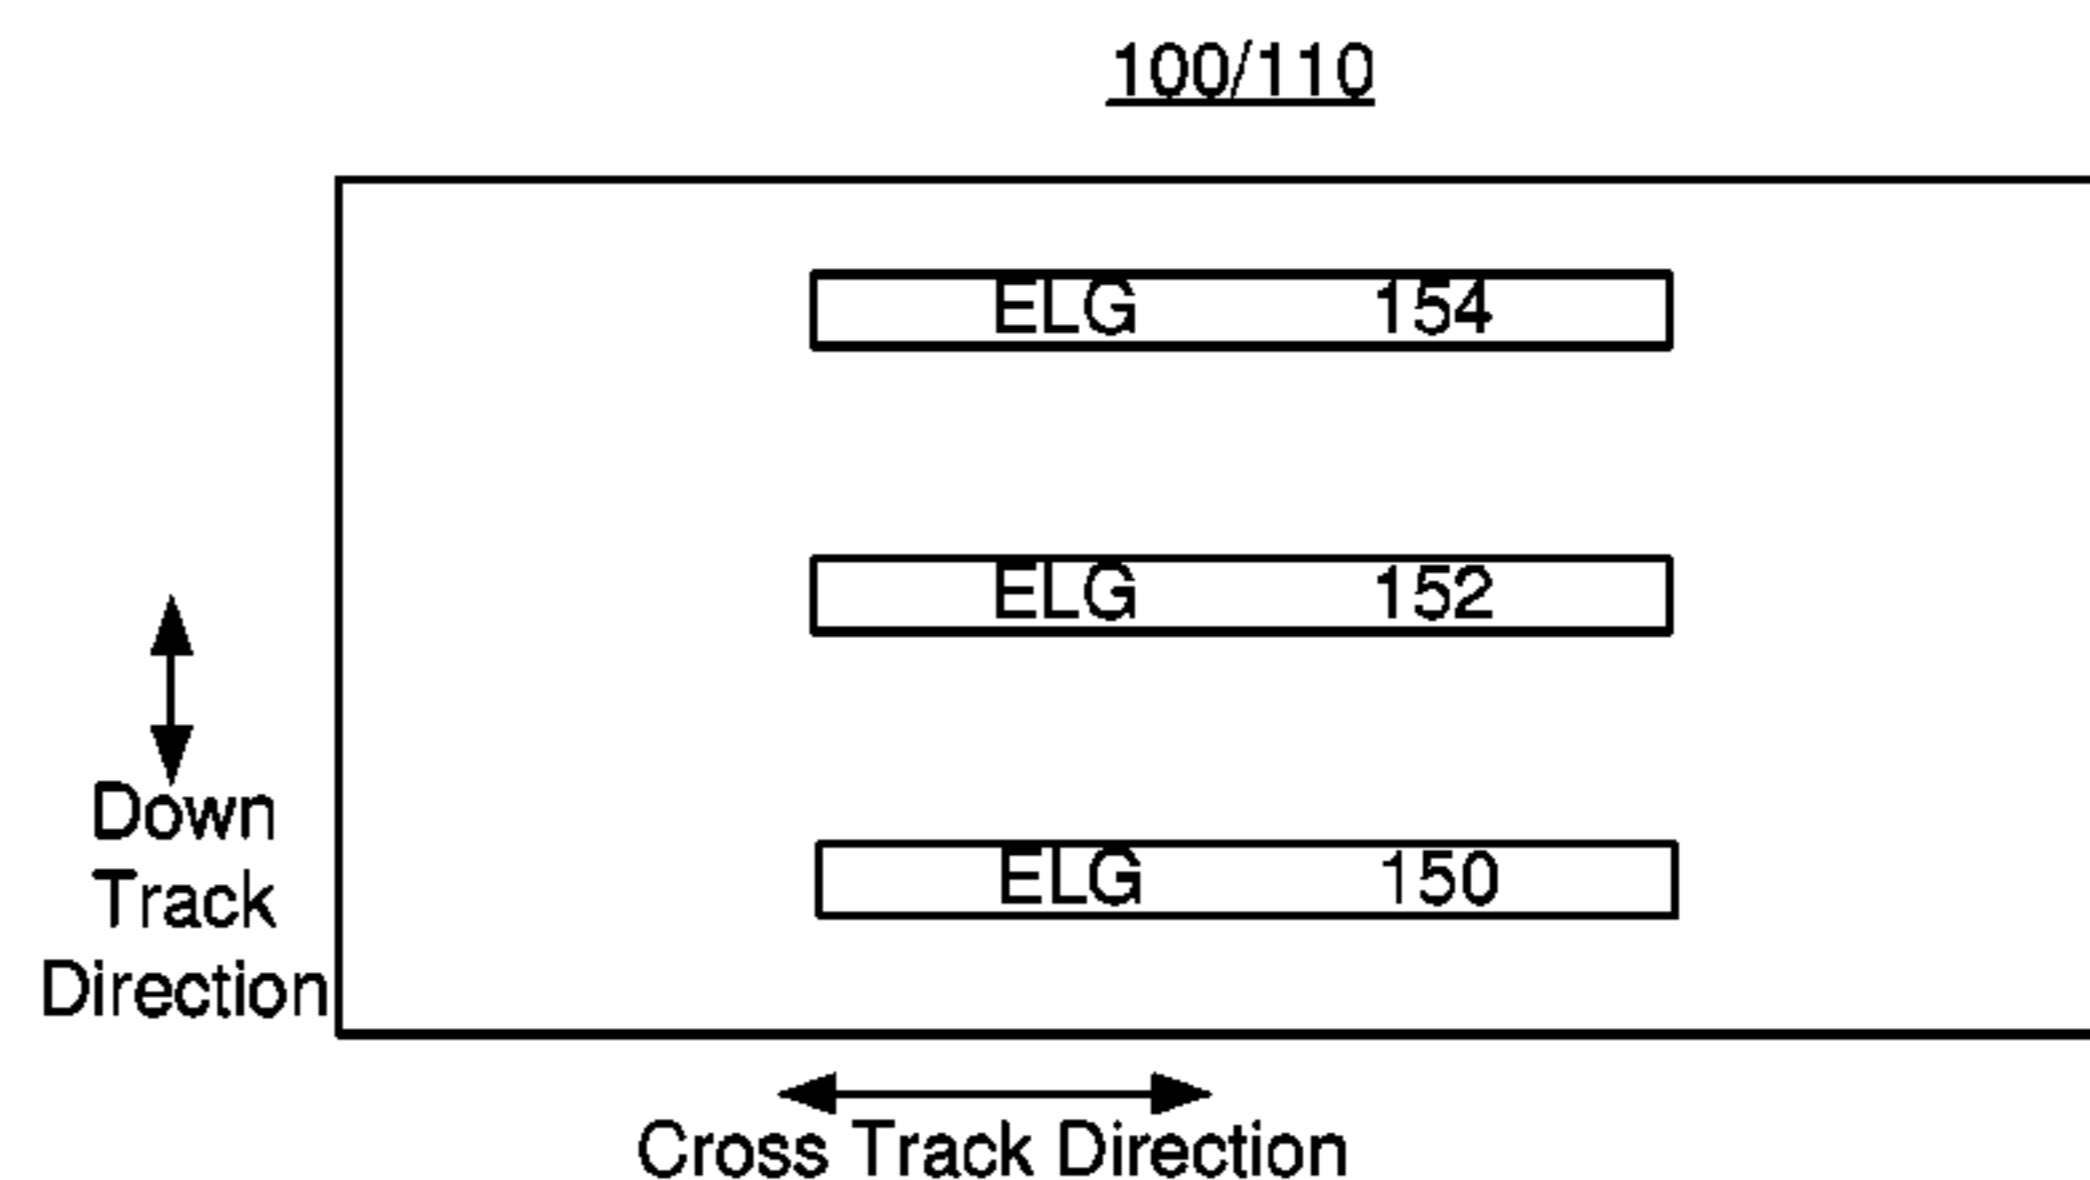 100/110
ELG 154
ELG 152
ELG 150
Down
Track
Direction
Cross Track Direction